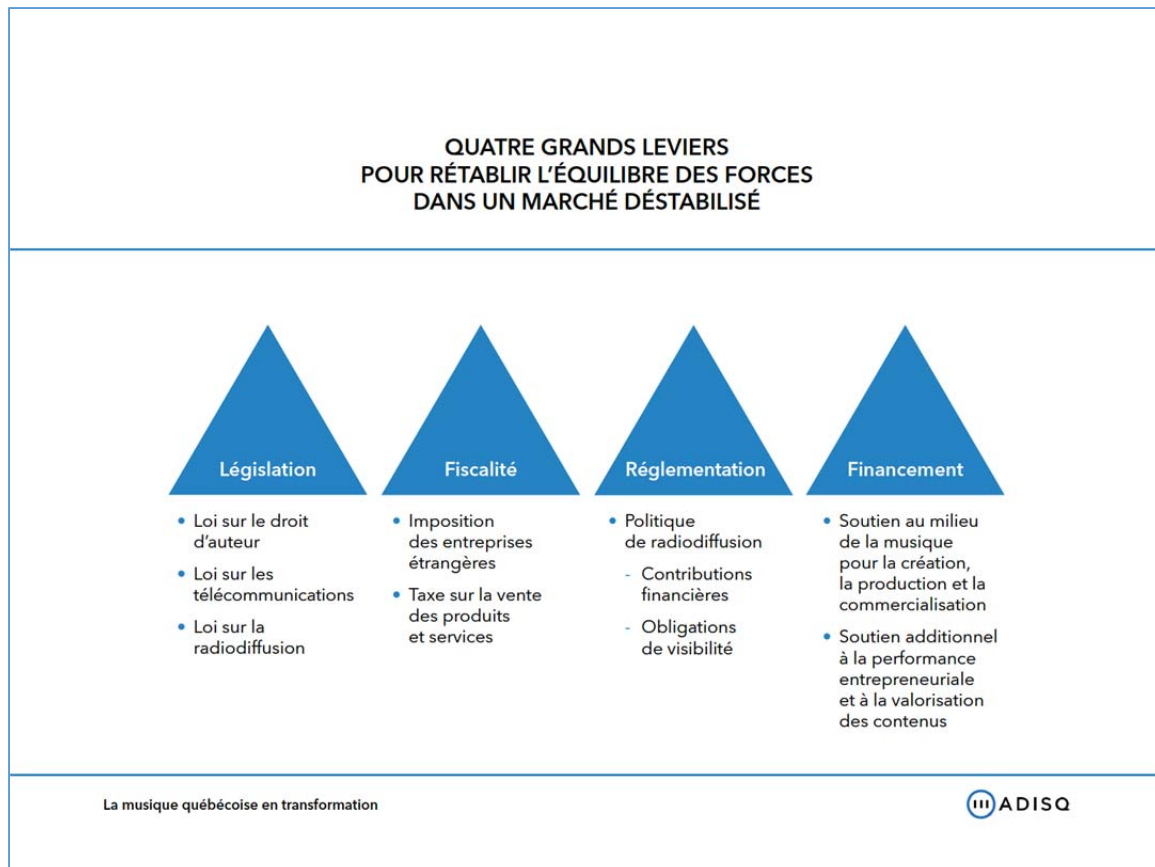 QUATRE GRANDS LEVIERS
POUR RÉTABLIR L'ÉQUILIBRE DES FORCES
DANS UN MARCHÉ DÉSTABILISÉ
Législation
• Loi sur le droit
d'auteur
• Loi sur les
télécommunications
• Loi sur la
radiodiffusion
Fiscalité
• Imposition
des entreprises
étrangères
• Taxe sur la vente
des produits
et services
Réglementation
• Politique
de radiodiffusion
- Contributions
financières
- Obligations
de visibilité
Financement
• Soutien au milieu
de la musique
pour la création,
la production et la
commercialisation
• Soutien additionnel
à la performance
entrepreneuriale
et à la valorisation
des contenus
La musique québécoise en transformation
ADISQ